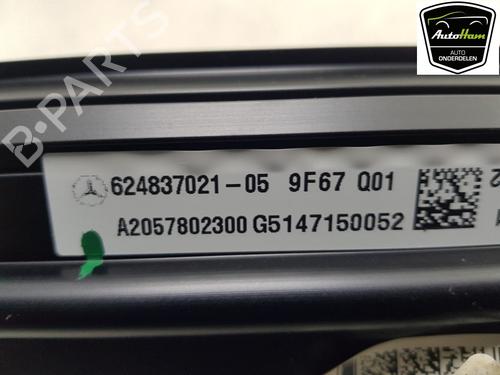 AutoHam
AUTO
ONDERDELEN
B-PARTS
624837021-05 9F67 Q01
A2057802300 G5147150052